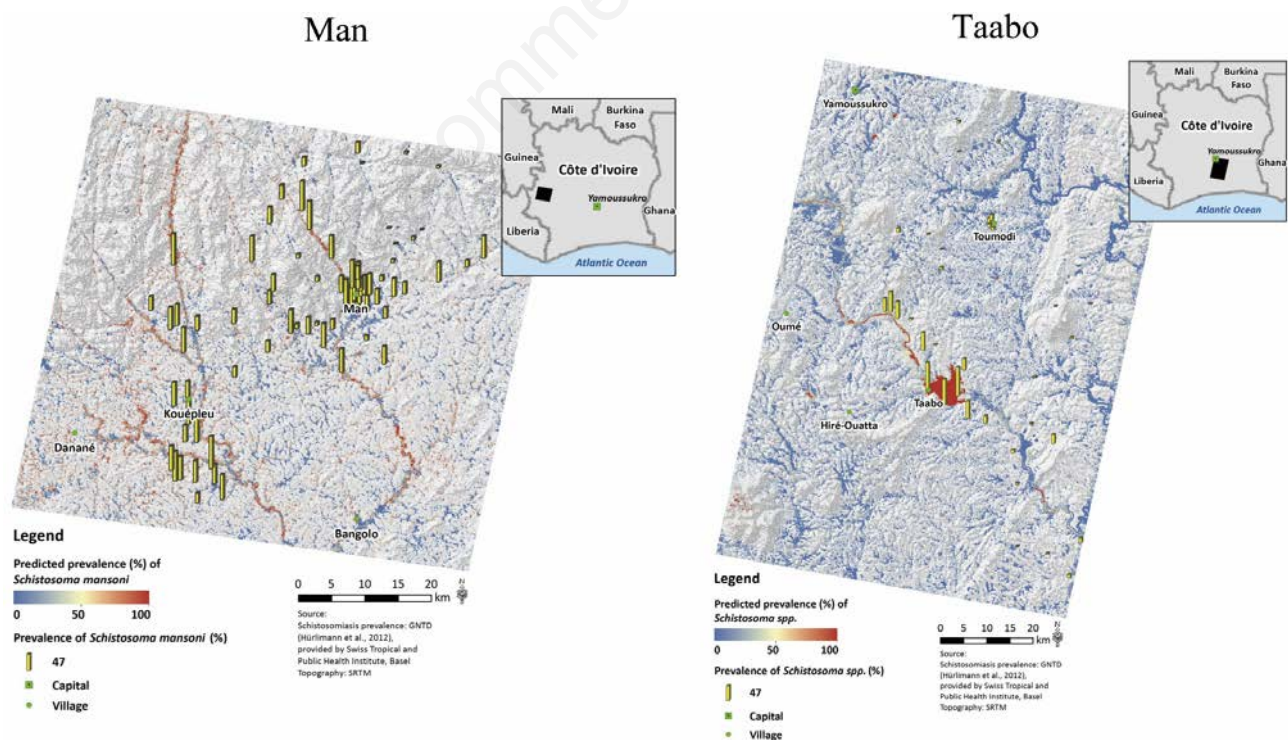 Man
Taabo
omme
Mali
Burkina
Faso
Guinea
Côte d'Ivoire
Yamoussukro
Liberia
Ghana
Atlantic Ocean
Man
Kouépleu
Danané
Bangolo
Legend
Predicted prevalence (%) of
Schistosoma mansoni
0 50 100
Prevalence of Schistosoma mansoni (%)
47
Capital
Village
0 5 10 15 20
km
N
Source:
Schistosomiasis prevalence: GNTD
(Hürlimann et al., 2012),
provided by Swiss Tropical and
Public Health Institute, Basel
Topography: SRTM
Mali
Burkina
Faso
Guinea
Côte d'Ivoire
Yamoussukro
Liberia
Ghana
Atlantic Ocean
Yamoussukro
Toumodi
Oumé
Taabo
Hiré-Ouatta
Legend
Predicted prevalence (%) of
Schistosoma spp.
0 50 100
Prevalence of Schistosoma spp. (%)
47
Capital
Village
0 5 10 15 20
km
N
Source:
Schistosomiasis prevalence: GNTD
(Hürlimann et al., 2012),
provided by Swiss Tropical and
Public Health Institute, Basel
Topography: SRTM